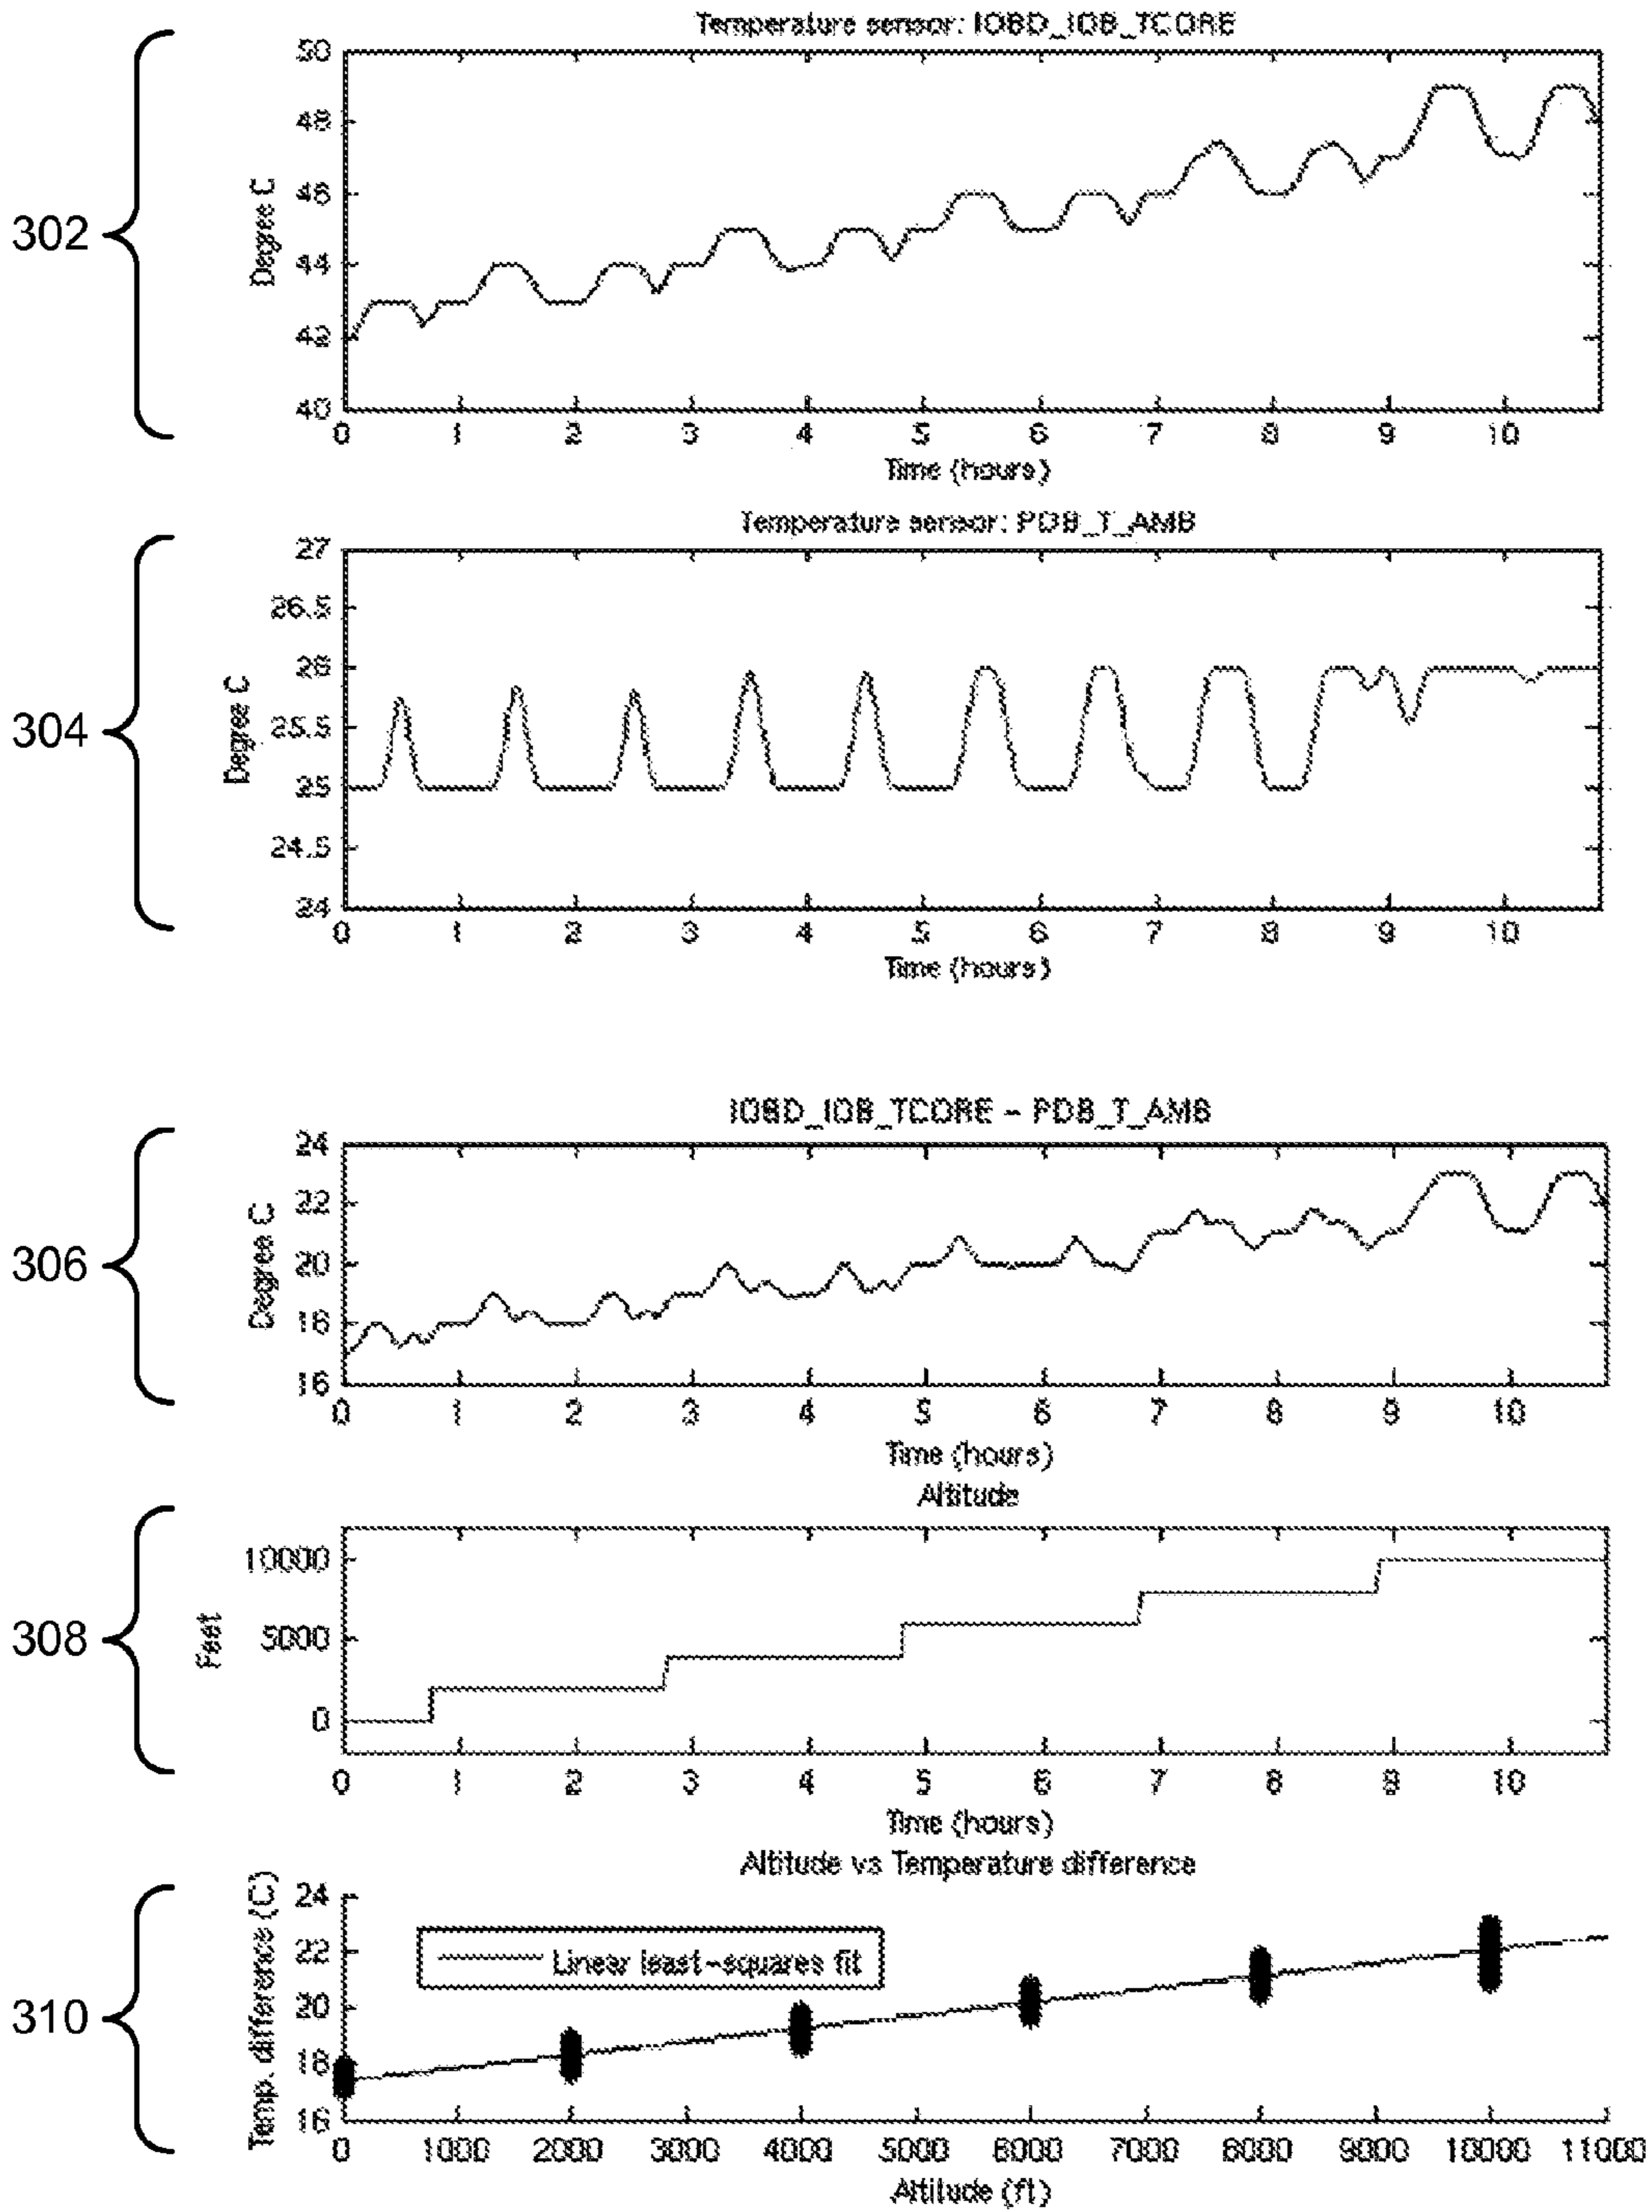 Temperature sensor: IOBD_IOB_TCORE
302
Degree C
50
48
46
44
42
40
0 1 2 3 4 5 6 7 8 9 10
Time (hours)
Temperature sensor: PDB_T_AMB
304
Degree C
27
26.5
26
25.5
25
24.5
24
0 1 2 3 4 5 6 7 8 9 10
Time (hours)
IOBD_IOB_TCORE - PDB_T_AMB
306
Degree C
24
22
20
18
16
0 1 2 3 4 5 6 7 8 9 10
Time (hours)
Altitude
308
Feet
10000
5000
0
0 1 2 3 4 5 6 7 8 9 10
Time (hours)
Altitude vs Temperature difference
310
Temp. difference (C)
24
22
20
18
16
Linear least-squares fit
0 1000 2000 3000 4000 5000 6000 7000 8000 9000 10000 11000
Altitude (ft)